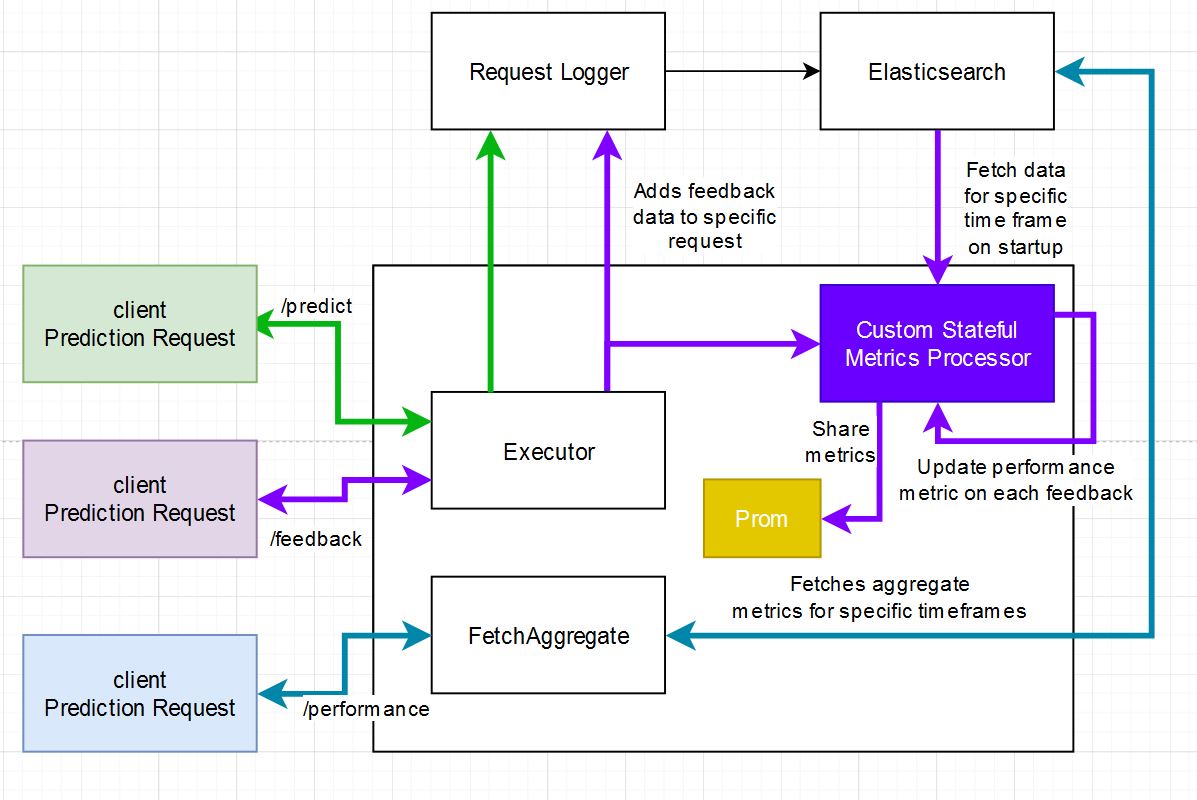 Request Logger
Elasticsearch
Adds feedback
data to specific
request
Fetch data
for specific
time frame
on startup
client
Prediction Request
/predict
Custom Stateful
Metrics Processor
Executor
Share
metrics
Update performance
metric on each feedback
client
Prediction Request
/feedback
Prom
Fetches aggregate
metrics for specific timeframes
FetchAggregate
client
Prediction Request
/performance